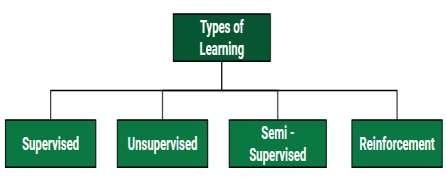 Types of
Learning
Supervised
Unsupervised
Semi -
Supervised
Reinforcement